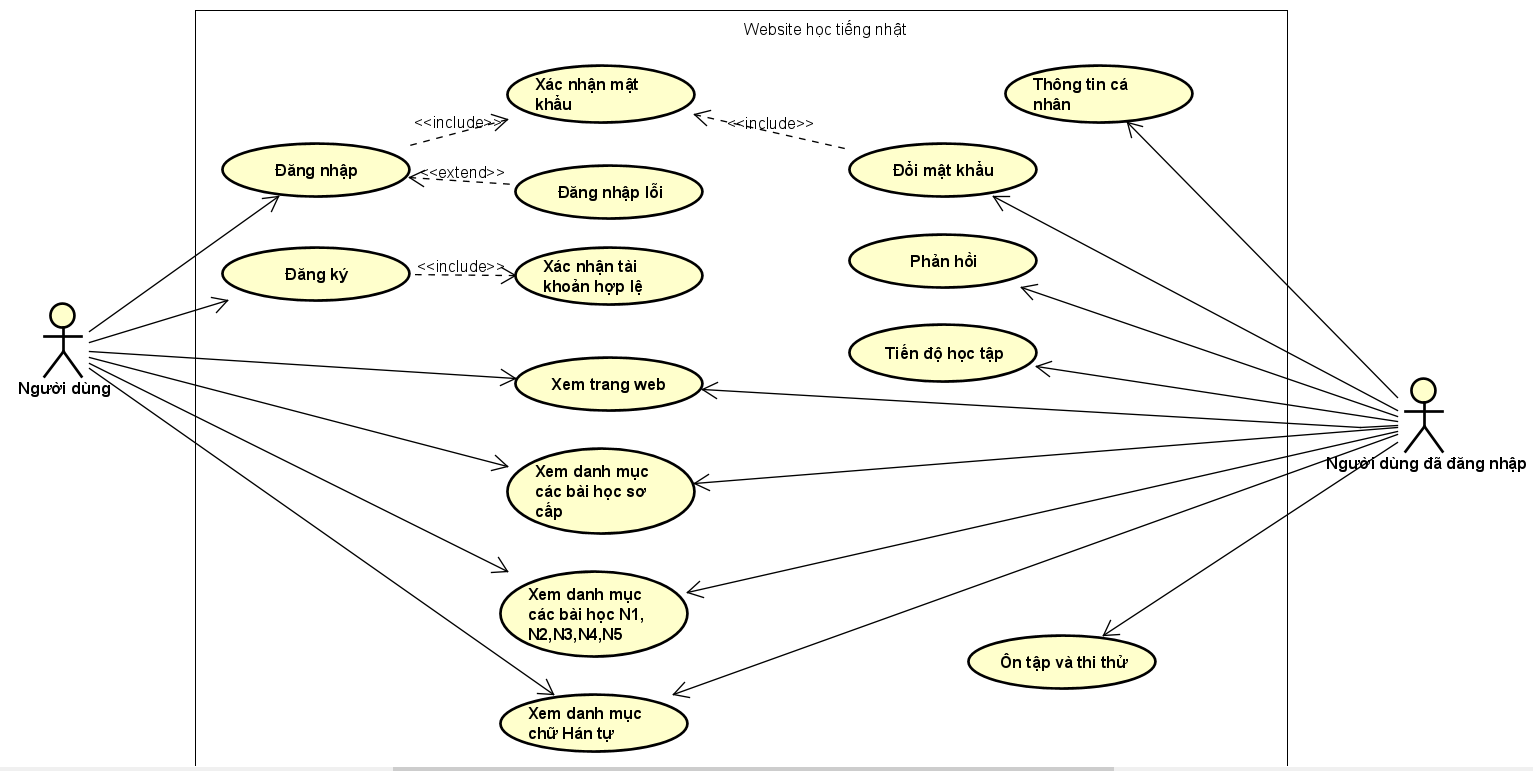 Website học tiếng nhật
Xác nhận mật
khẩu
Thông tin cá
nhân
<<include>>
<<include>>
Đăng nhập
<<extend>>
Đăng nhập lỗi
Đổi mật khẩu
Đăng ký
<<include>>
Xác nhận tài
khoản hợp lệ
Phản hồi
Tiến độ học tập
Người dùng
Xem trang web
Người dùng đã đăng nhập
Xem danh mục
các bài học sơ
cấp
Xem danh mục
các bài học N1,
N2,N3,N4,N5
Ôn tập và thi thử
Xem danh mục
chữ Hán tự